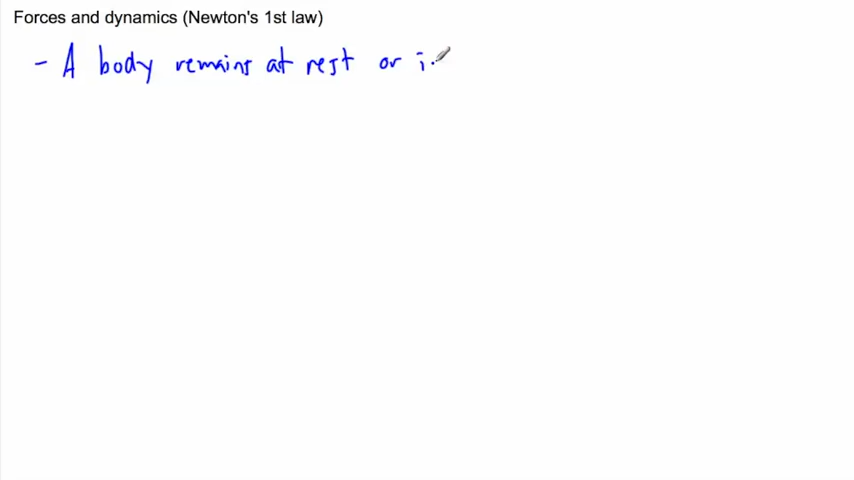 Forces and dynamics (Newton's 1st law)
- A body remains at rest or